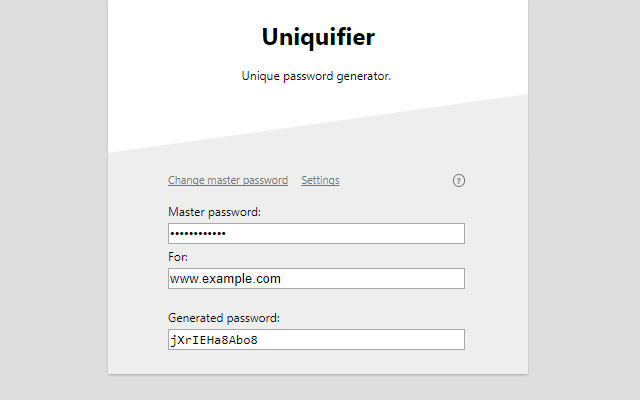 Uniquifier
Unique password generator.
Change master password Settings ?
Master password:
••••••••••••
For:
www.example.com
Generated password:
jXrIEHa8Abo8